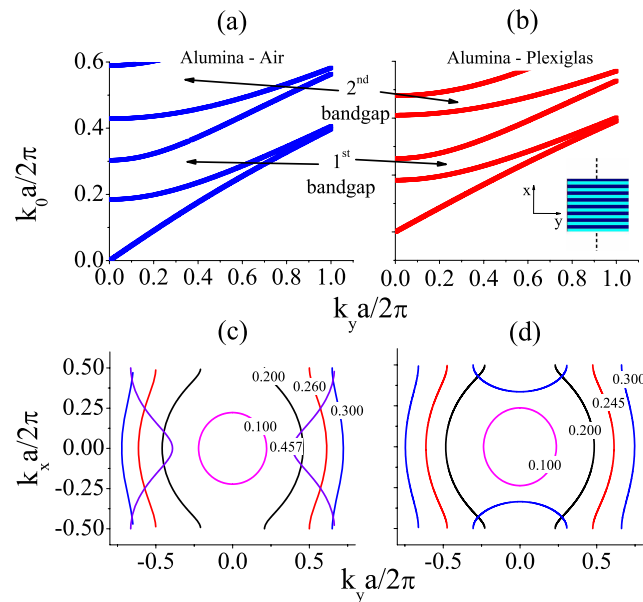 (a)
(b)
0.6
0.4
0.2
0.0
k₀a/2π
Alumina - Air
Alumina - Plexiglas
2nd
bandgap
1st
bandgap
x
y
0.0 0.2 0.4 0.6 0.8 1.0
0.0 0.2 0.4 0.6 0.8 1.0
k_y a/2π
(c)
(d)
0.50
0.25
0.00
-0.25
-0.50
k_x a/2π
0.200
0.260
0.100
0.300
0.457
0.300
0.245
0.200
0.100
-0.5 0.0 0.5
-0.5 0.0 0.5
k_y a/2π